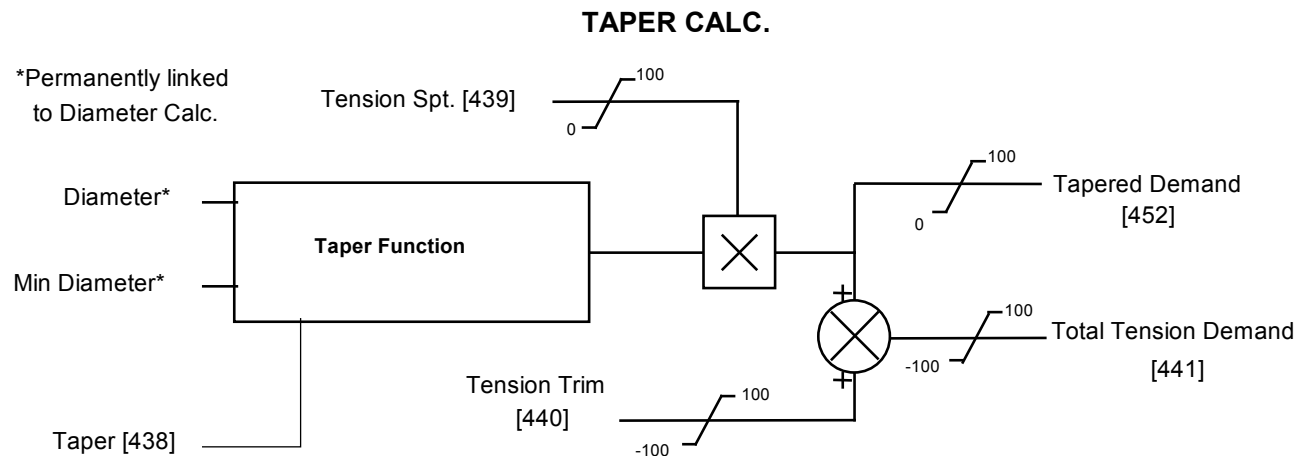 TAPER CALC.
*Permanently linked
to Diameter Calc.
Tension Spt. [439]
100
0
Diameter*
Min Diameter*
Taper Function
100
0
Tapered Demand
[452]
+
+
100
-100
Total Tension Demand
[441]
Tension Trim
[440]
100
-100
Taper [438]